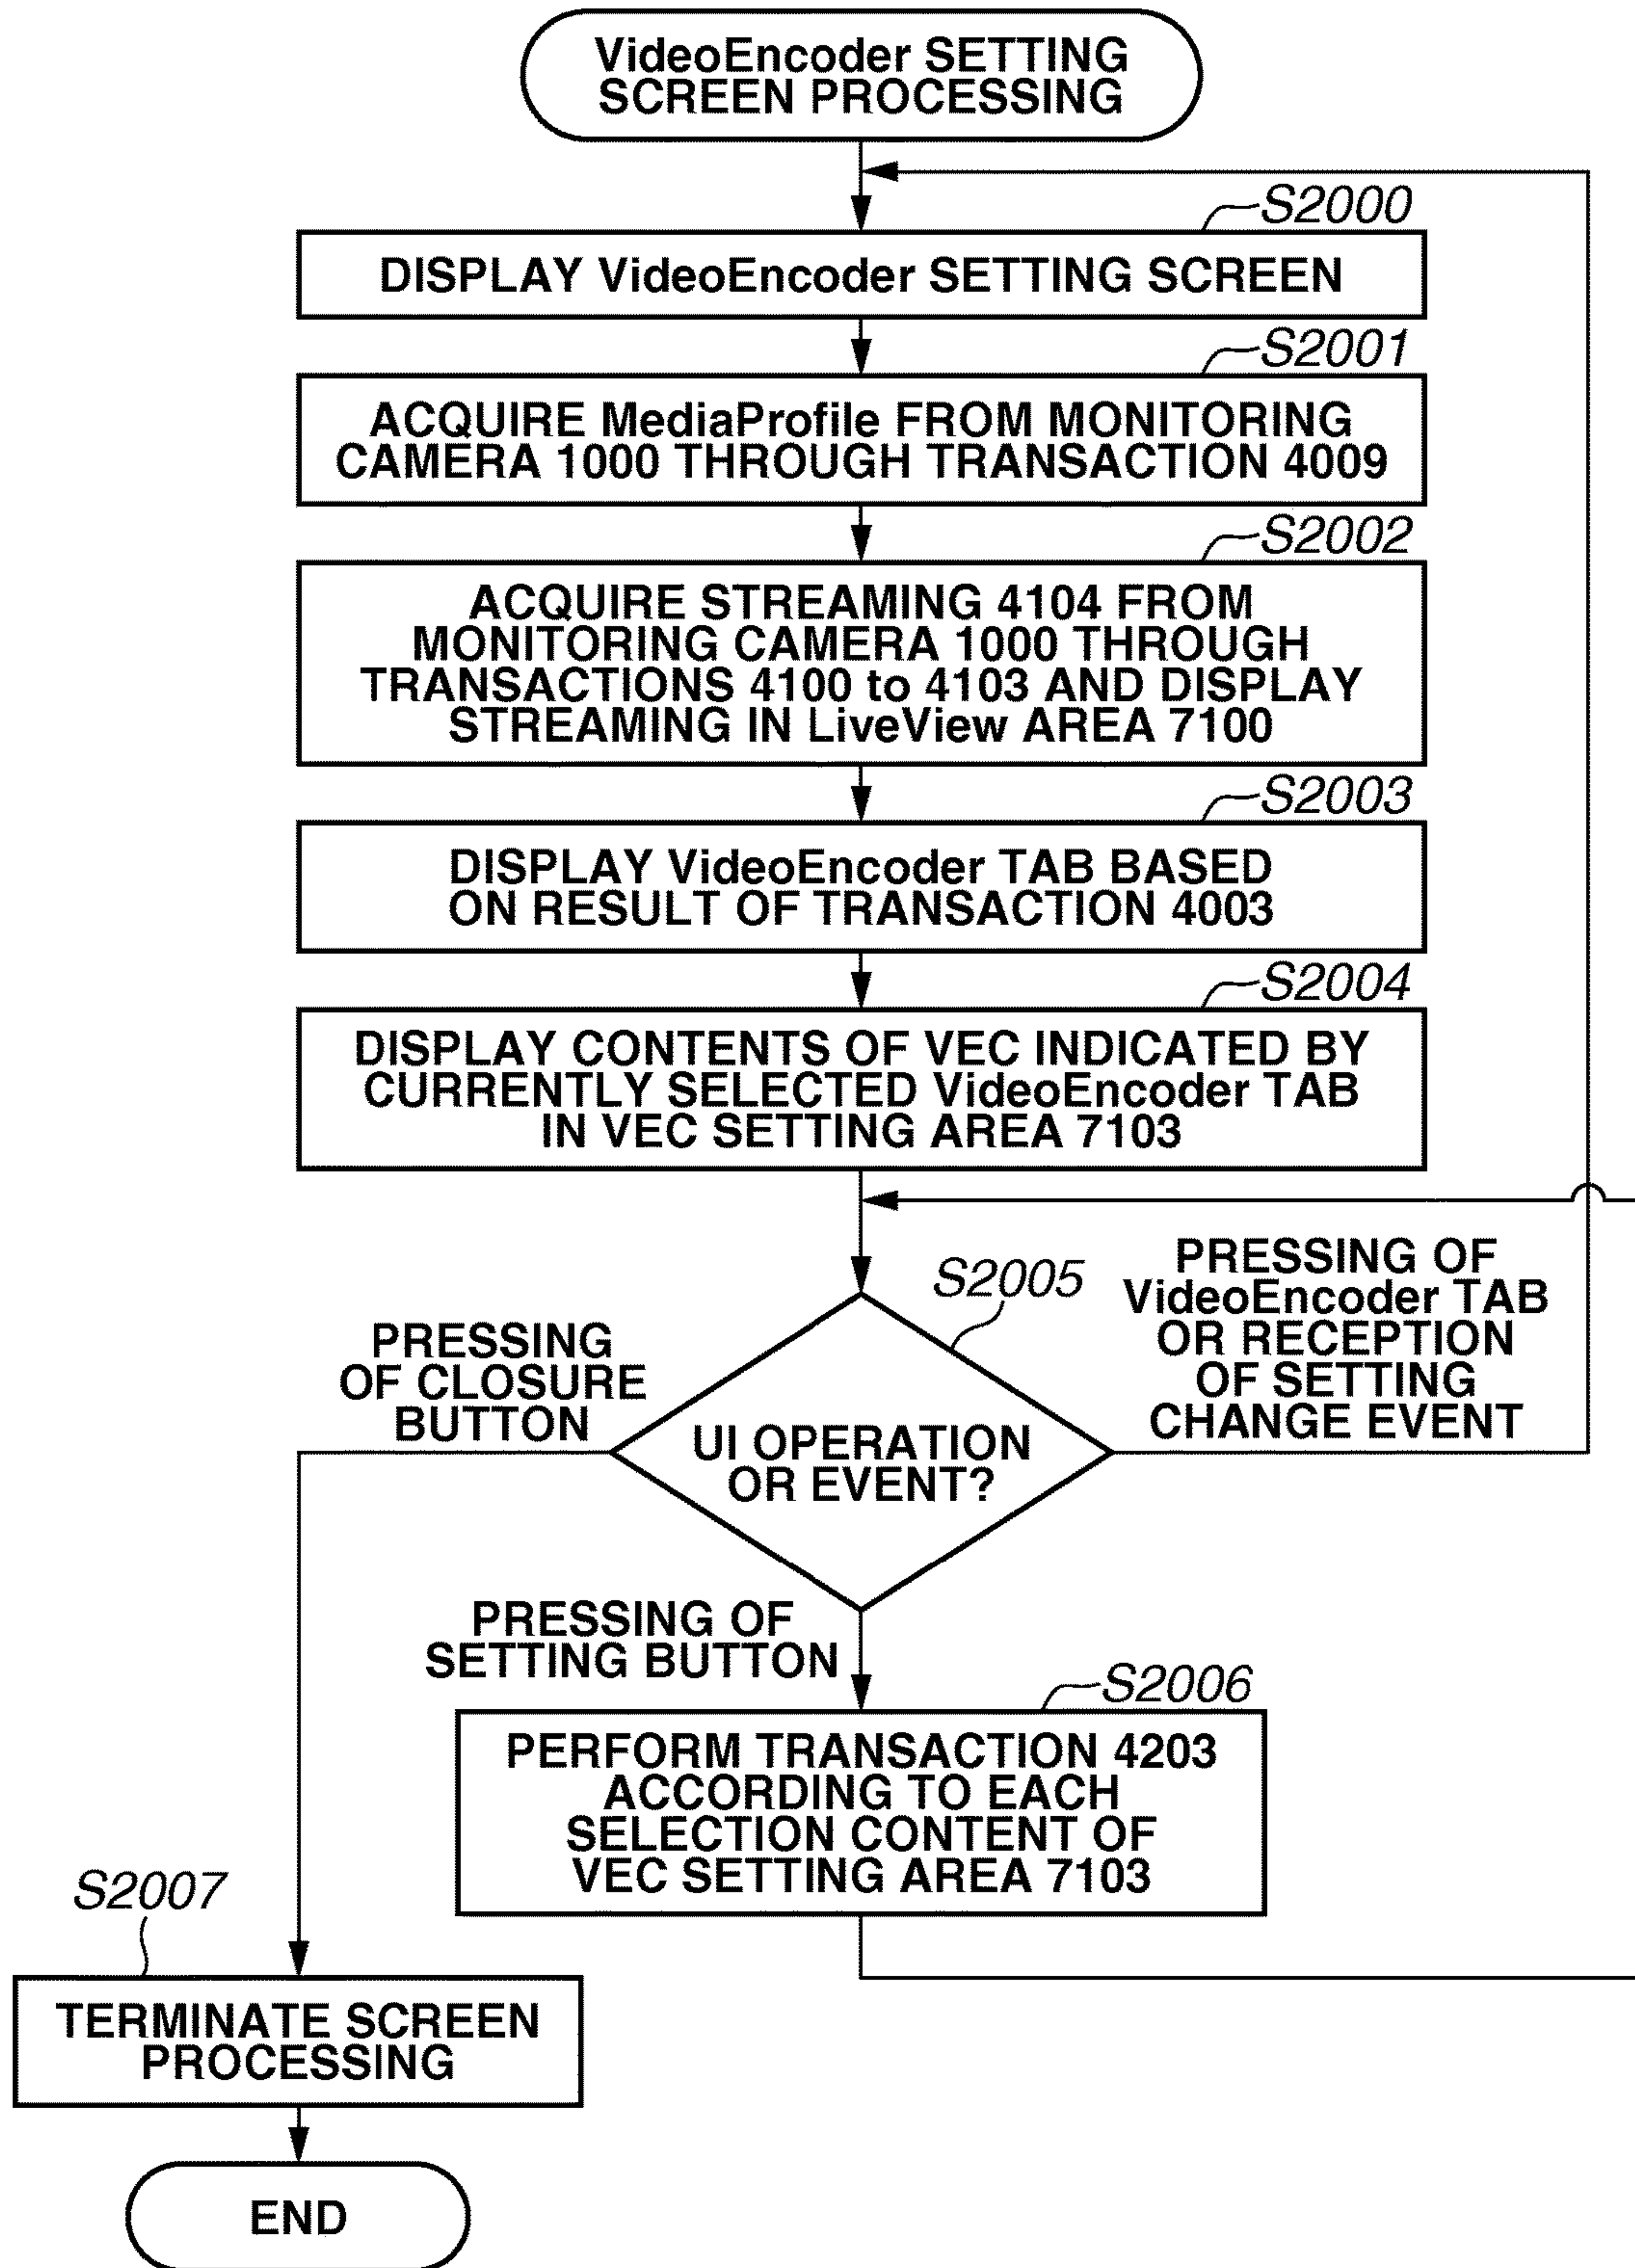 VideoEncoder SETTING
SCREEN PROCESSING
S2000
DISPLAY VideoEncoder SETTING SCREEN
S2001
ACQUIRE MediaProfile FROM MONITORING
CAMERA 1000 THROUGH TRANSACTION 4009
S2002
ACQUIRE STREAMING 4104 FROM
MONITORING CAMERA 1000 THROUGH
TRANSACTIONS 4100 to 4103 AND DISPLAY
STREAMING IN LiveView AREA 7100
S2003
DISPLAY VideoEncoder TAB BASED
ON RESULT OF TRANSACTION 4003
S2004
DISPLAY CONTENTS OF VEC INDICATED BY
CURRENTLY SELECTED VideoEncoder TAB
IN VEC SETTING AREA 7103
S2005
UI OPERATION
OR EVENT?
PRESSING OF
VideoEncoder TAB
OR RECEPTION
OF SETTING
CHANGE EVENT
PRESSING
OF CLOSURE
BUTTON
PRESSING OF
SETTING BUTTON
S2006
PERFORM TRANSACTION 4203
ACCORDING TO EACH
SELECTION CONTENT OF
VEC SETTING AREA 7103
S2007
TERMINATE SCREEN
PROCESSING
END